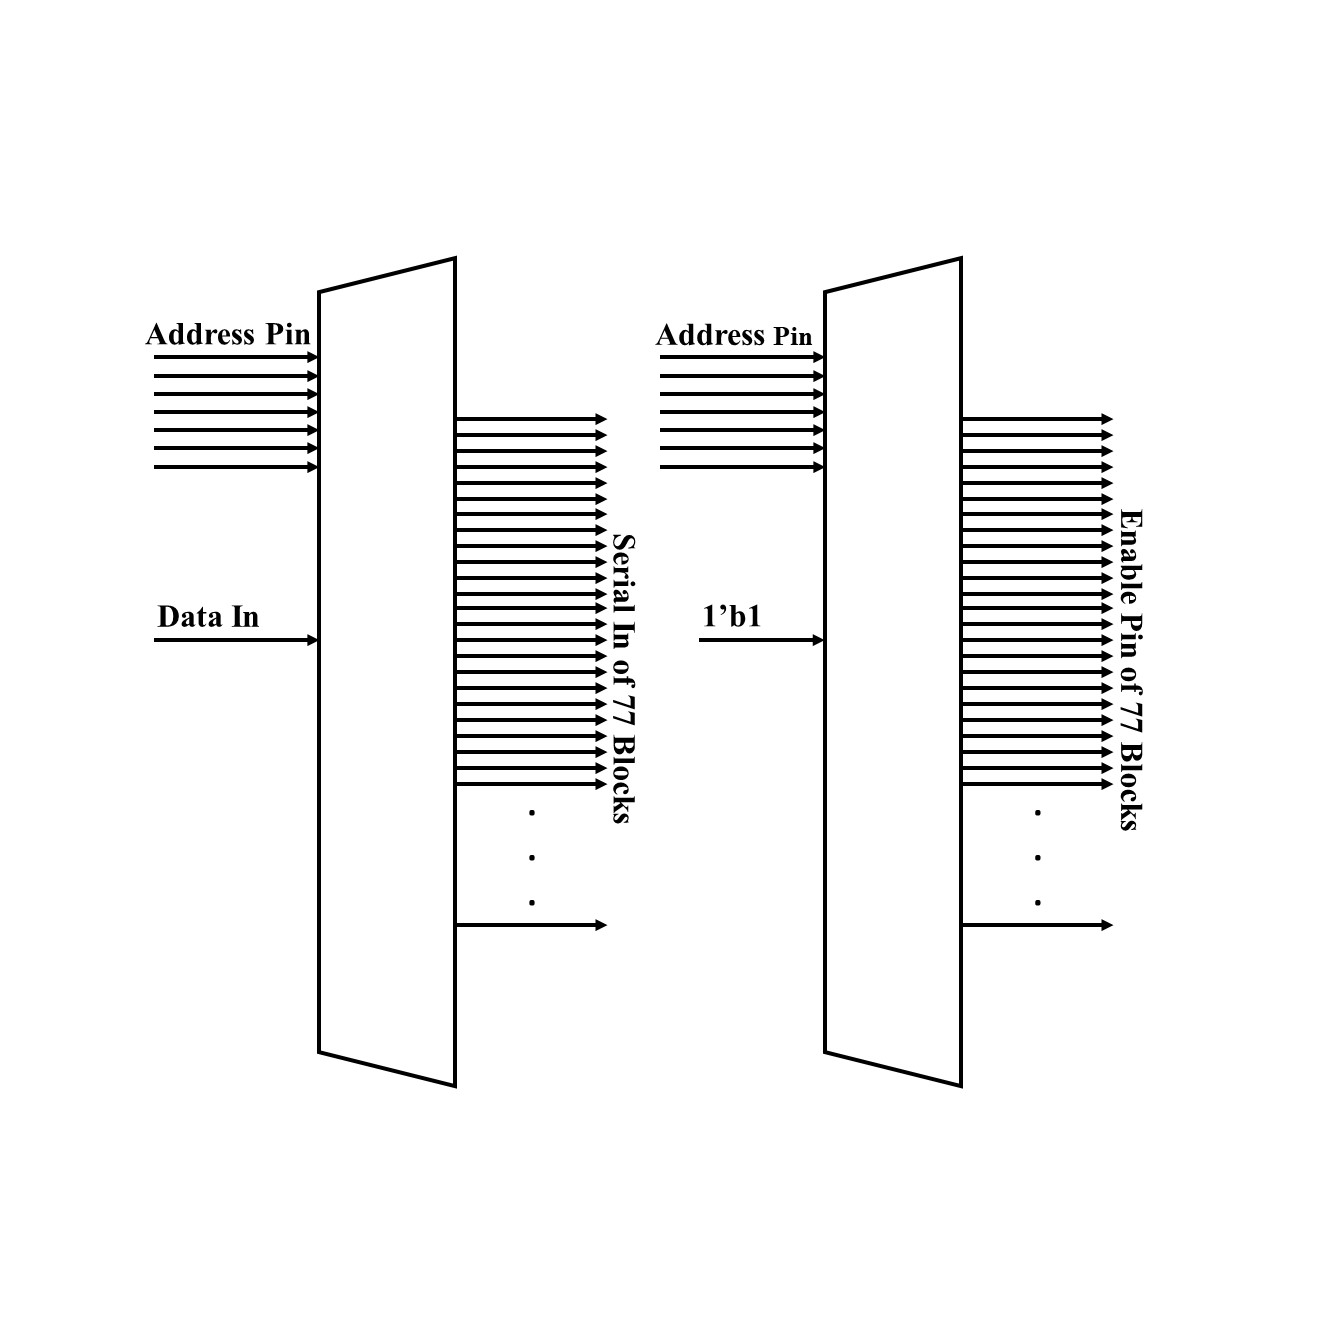 Address Pin
Data In
Serial In of 77 Blocks
Address Pin
1’b1
Enable Pin of 77 Blocks